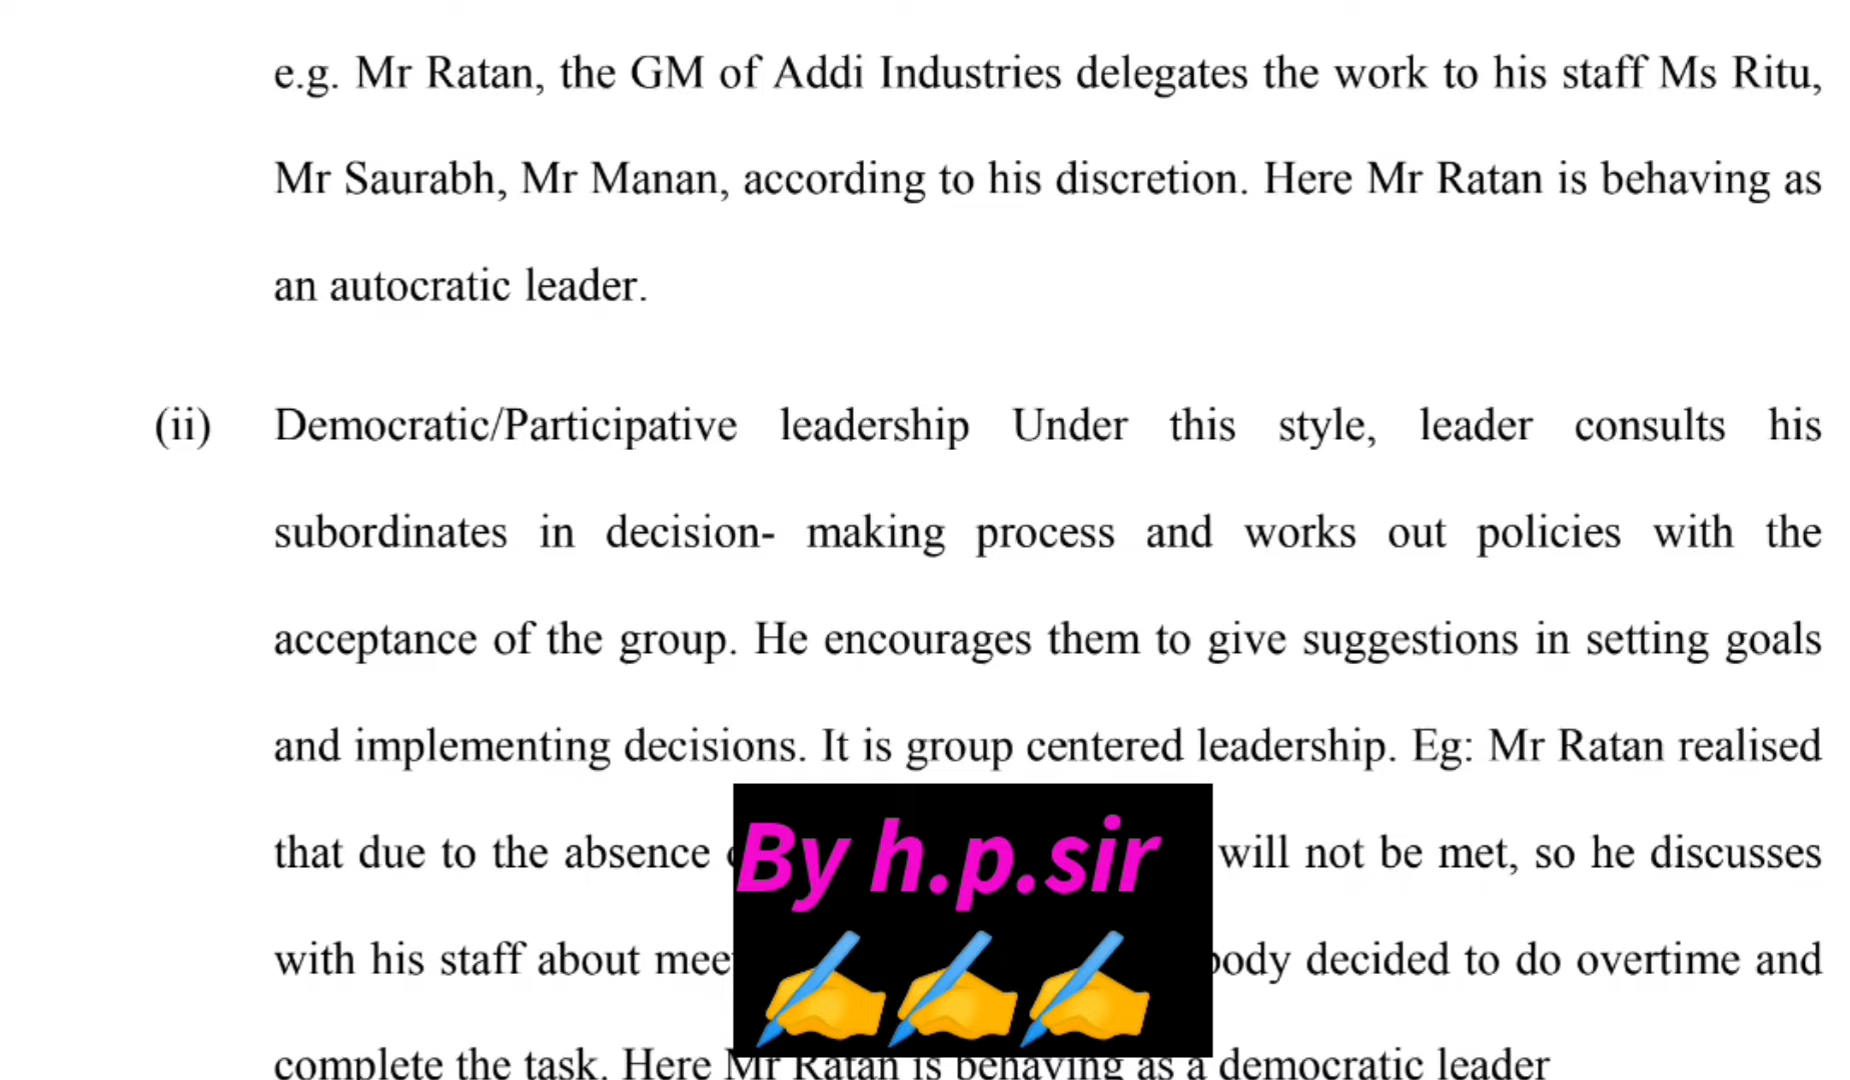 e.g. Mr Ratan, the GM of Addi Industries delegates the work to his staff Ms Ritu,
Mr Saurabh, Mr Manan, according to his discretion. Here Mr Ratan is behaving as
an autocratic leader.
(ii) Democratic/Participative leadership Under this style, leader consults his
subordinates in decision- making process and works out policies with the
acceptance of the group. He encourages them to give suggestions in setting goals
and implementing decisions. It is group centered leadership. Eg: Mr Ratan realised
that due to the absence will not be met, so he discusses
By h.p.sir
with his staff about decided to do overtime and
complete the task. Here Mr Ratan is behaving as a democratic leader